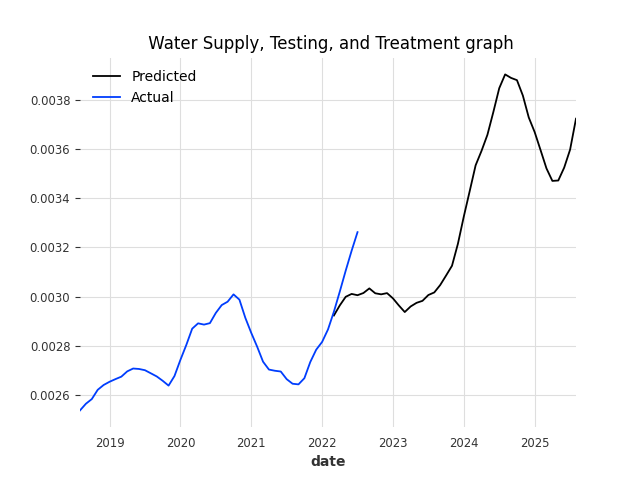 Water Supply, Testing, and Treatment graph
Predicted
Actual
0.0038
0.0036
0.0034
0.0032
0.0030
0.0028
0.0026
2019 2020 2021 2022 2023 2024 2025
date